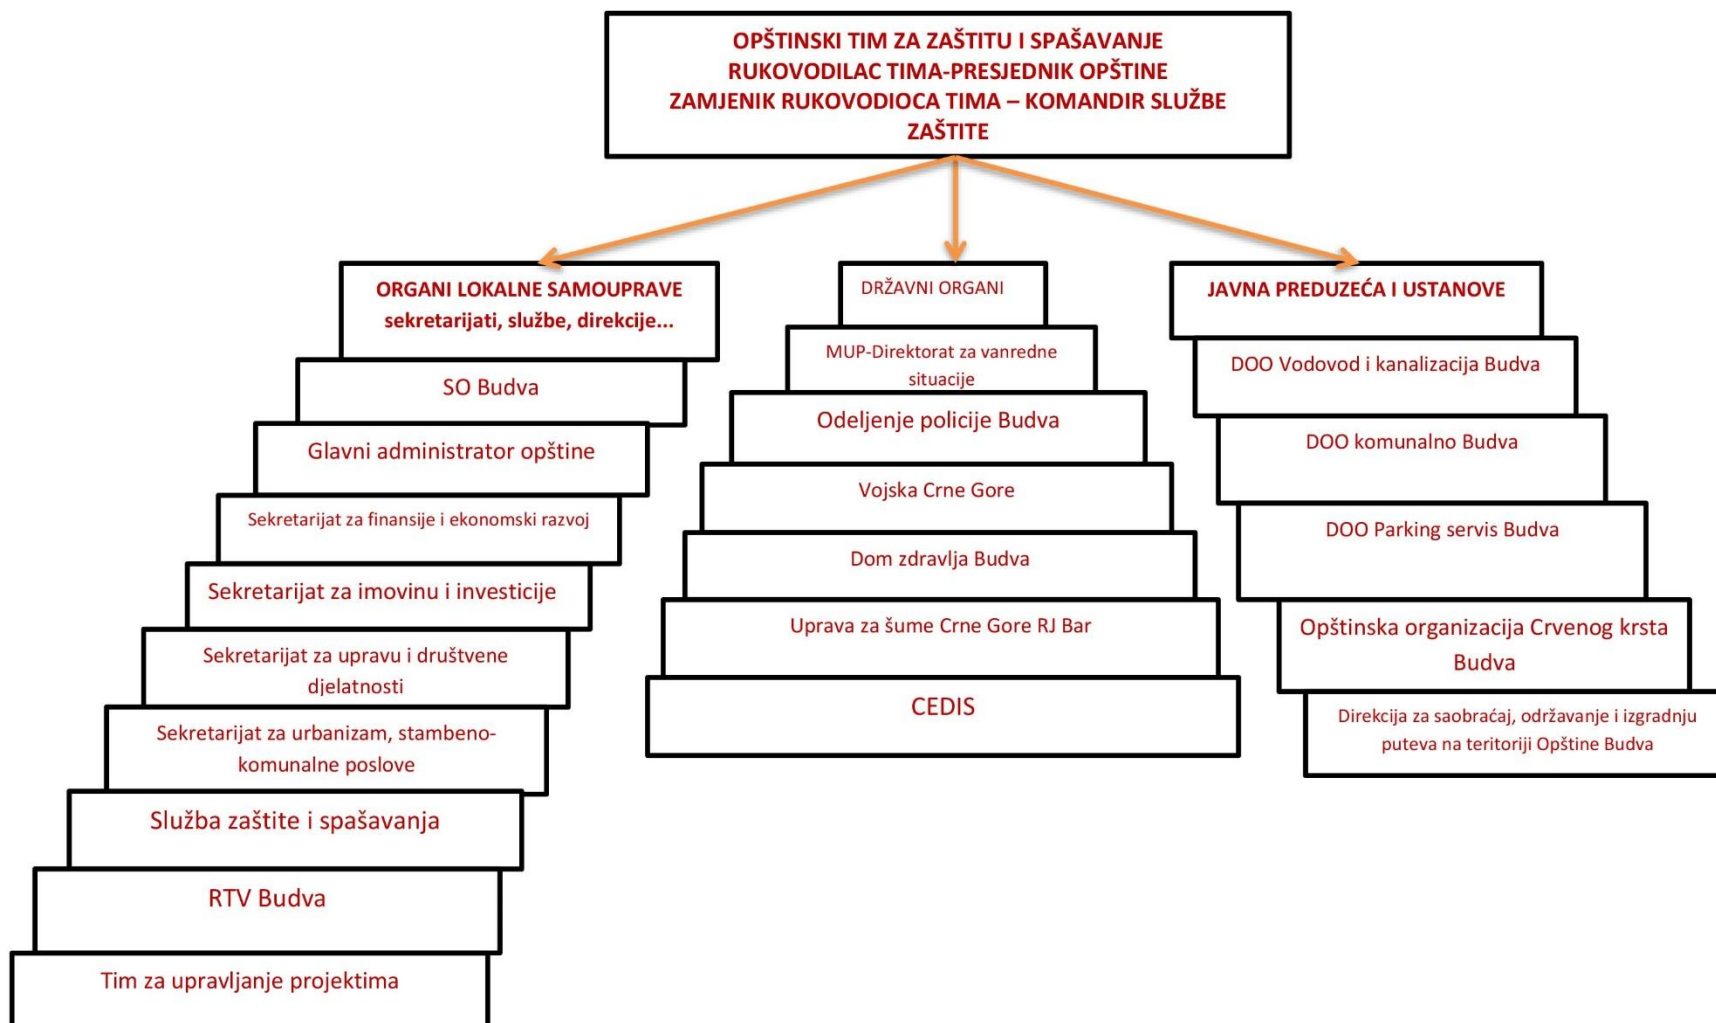 OPŠTINSKI TIM ZA ZAŠTITU I SPAŠAVANJE
RUKOVODILAC TIMA-PRESJEDNIK OPŠTINE
ZAMJENIK RUKOVODIOCA TIMA – KOMANDIR SLUŽBE
ZAŠTITE
ORGANI LOKALNE SAMOUPRAVE
sekretarijati, službe, direkcije...
SO Budva
Glavni administrator opštine
Sekretarijat za finansije i ekonomski razvoj
Sekretarijat za imovinu i investicije
Sekretarijat za upravu i društvene
djelatnosti
Sekretarijat za urbanizam, stambeno-
komunalne poslove
Služba zaštite i spašavanja
RTV Budva
Tim za upravljanje projektima
DRŽAVNI ORGANI
MUP-Direktorat za vanredne
situacije
Odeljenje policije Budva
Vojska Crne Gore
Dom zdravlja Budva
Uprava za šume Crne Gore RJ Bar
CEDIS
JAVNA PREDUZEĆA I USTANOVE
DOO Vodovod i kanalizacija Budva
DOO komunalno Budva
DOO Parking servis Budva
Opštinska organizacija Crvenog krsta
Budva
Direkcija za saobraćaj, održavanje i izgradnju
puteva na teritoriji Opštine Budva